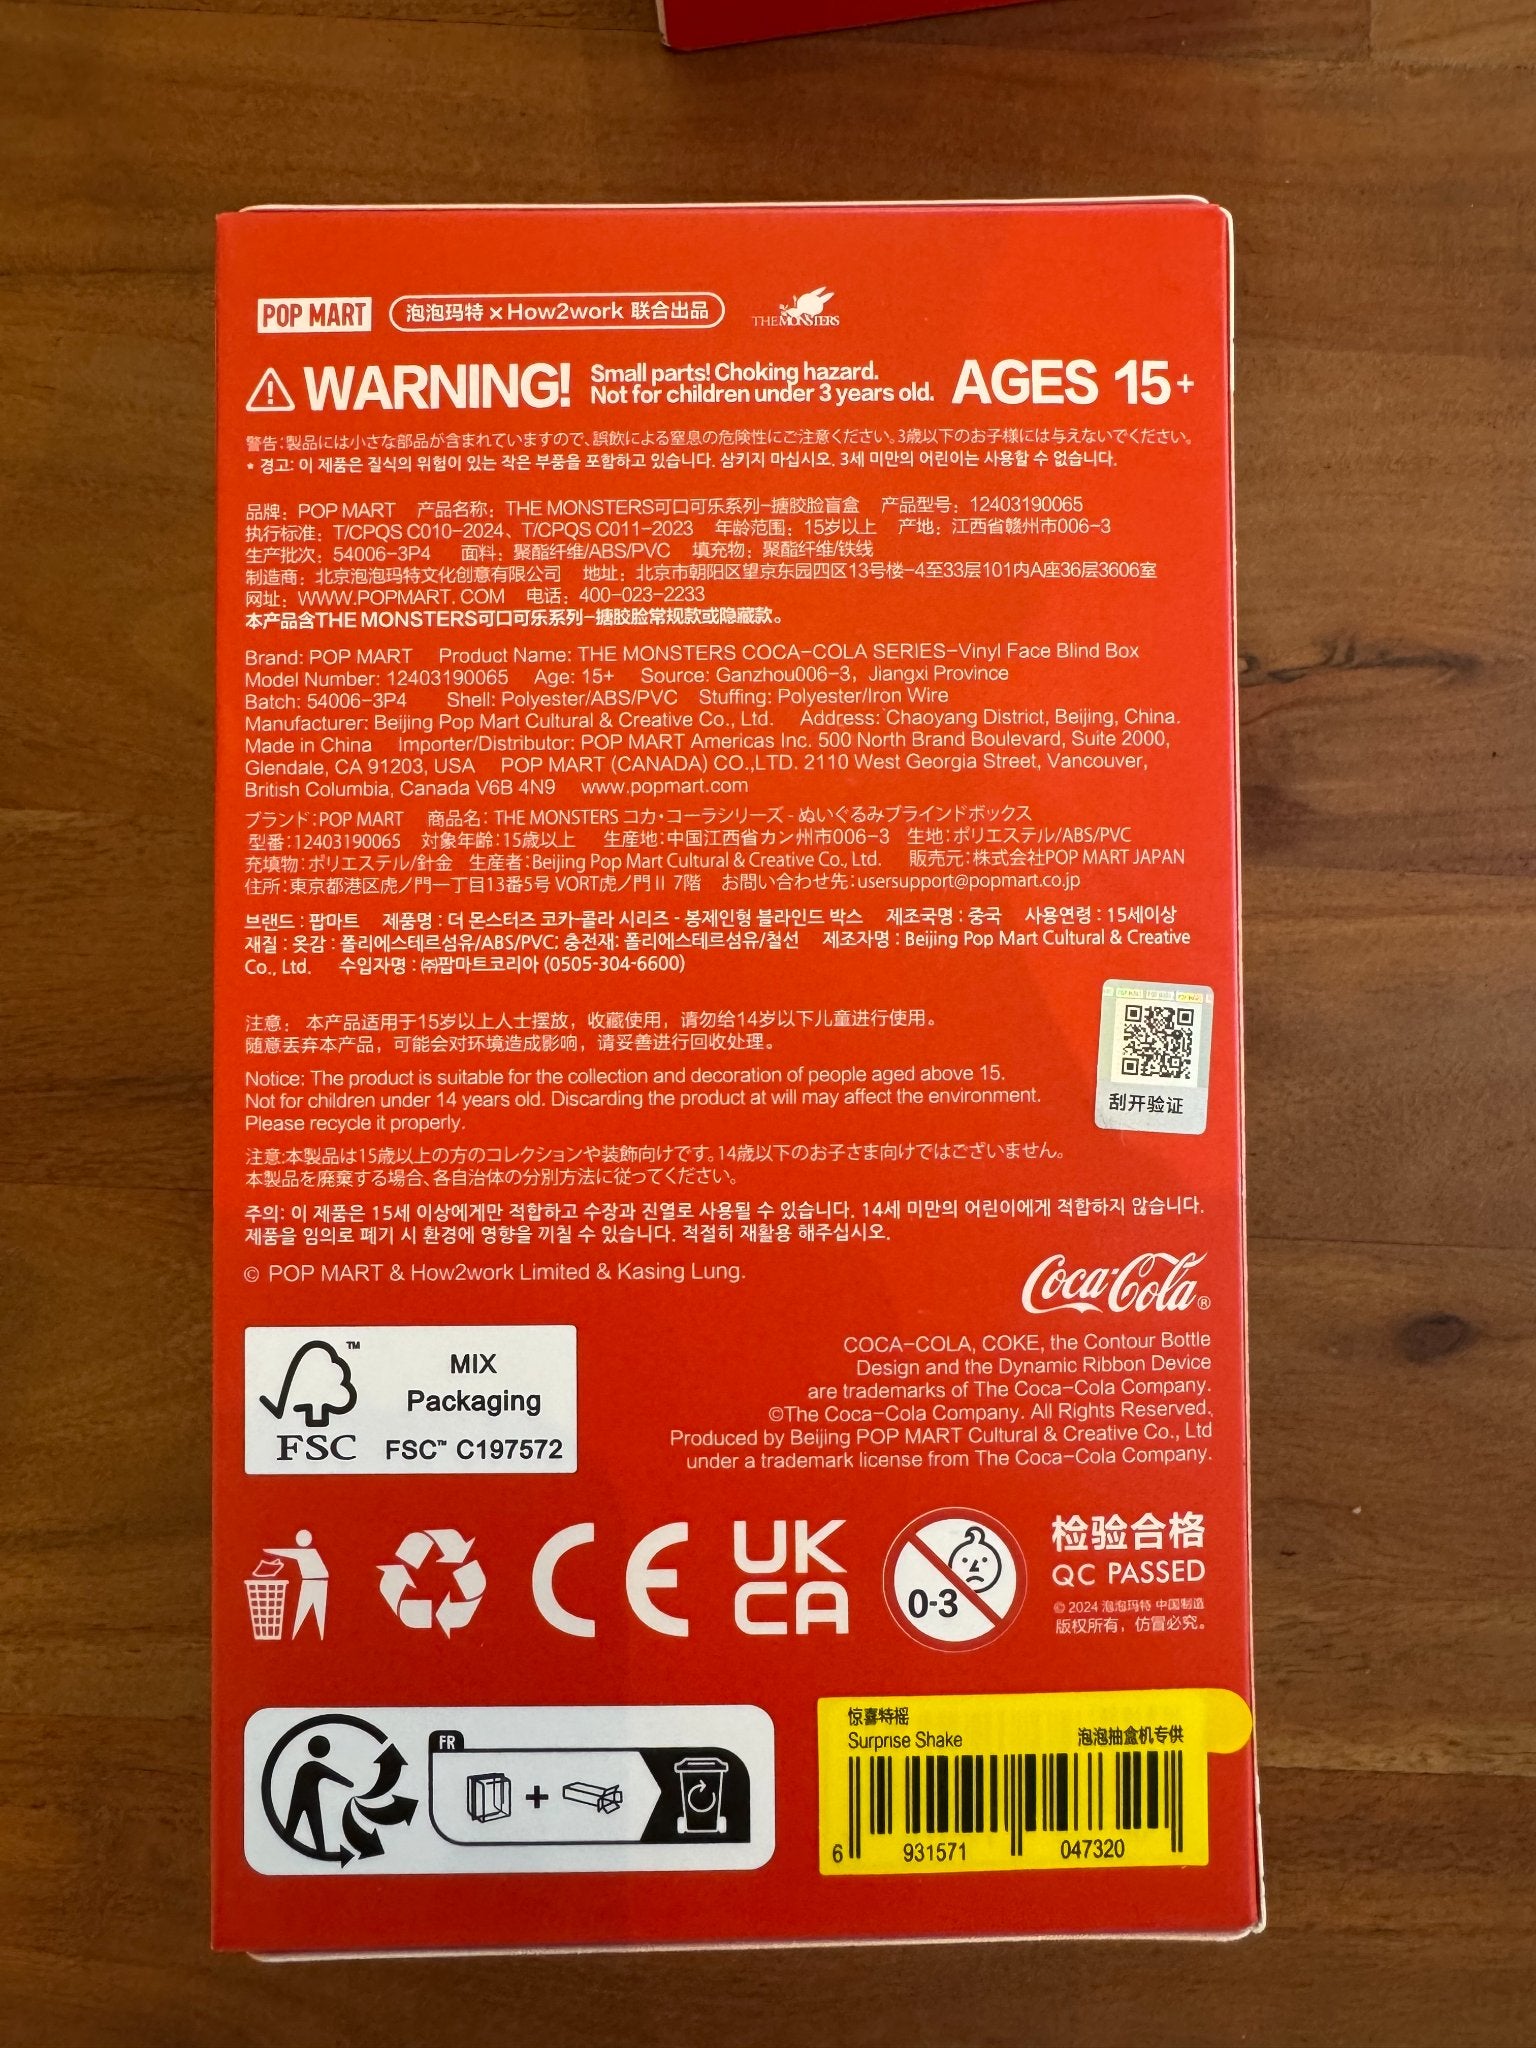 POP MART 泡泡玛特 × How2work 联合出品 THE MONSTERS
WARNING! Small parts! Choking hazard. AGES 15+
Not for children under 3 years old.
警告:製品には小さな部品が含まれていますので、誤飲による窒息の危険性にご注意ください。3歳以下のお子様には与えないでください。
* 경고: 이 제품은 질식의 위험이 있는 작은 부품을 포함하고 있습니다. 삼키지 마십시오. 3세 미만의 어린이는 사용할 수 없습니다.
品牌：POP MART 产品名称：THE MONSTERS可口可乐系列-搪胶脸盲盒 产品型号：12403190065
执行标准：T/CPQS C010-2024、T/CPQS C011-2023 年龄范围：15岁以上 产地：江西省赣州市006-3
生产批次：54006-3P4 面料：聚酯纤维/ABS/PVC 填充物：聚酯纤维/铁线
制造商：北京泡泡玛特文化创意有限公司 地址：北京市朝阳区望京东园四区13号楼-4至33层101内A座36层3606室
网址：WWW.POPMART.COM 电话：400-023-2233
本产品含THE MONSTERS可口可乐系列-搪胶脸常规款或隐藏款。
Brand: POP MART Product Name: THE MONSTERS COCA-COLA SERIES-Vinyl Face Blind Box
Model Number: 12403190065 Age: 15+ Source: Ganzhou006-3, Jiangxi Province
Batch: 54006-3P4 Shell: Polyester/ABS/PVC Stuffing: Polyester/Iron Wire
Manufacturer: Beijing Pop Mart Cultural & Creative Co., Ltd. Address: Chaoyang District, Beijing, China.
Made in China Importer/Distributor: POP MART Americas Inc. 500 North Brand Boulevard, Suite 2000,
Glendale, CA 91203, USA POP MART (CANADA) CO.,LTD. 2110 West Georgia Street, Vancouver,
British Columbia, Canada V6B 4N9 www.popmart.com
ブランド:POP MART 商品名：THE MONSTERS コカ・コーラシリーズ - ぬいぐるみブラインドボックス
型番:12403190065 対象年齢:15歳以上 生産地:中国江西省カン州市006-3 生地:ポリエステル/ABS/PVC
充填物:ポリエステル/針金 生産者:Beijing Pop Mart Cultural & Creative Co., Ltd. 販売元:株式会社POP MART JAPAN
住所:東京都港区虎ノ門一丁目13番5号 VORT虎ノ門Ⅱ 7階 お問い合わせ先:usersupport@popmart.co.jp
브랜드 : 팝마트 제품명 : 더 몬스터즈 코카-콜라 시리즈 - 봉제인형 블라인드 박스 제조국명 : 중국 사용연령 : 15세이상
재질 : 옷감 : 폴리에스테르섬유/ABS/PVC; 충전재: 폴리에스테르섬유/철선 제조자명 : Beijing Pop Mart Cultural & Creative
Co., Ltd. 수입자명 : ㈜팝마트코리아 (0505-304-6600)
注意：本产品适用于15岁以上人士摆放，收藏使用，请勿给14岁以下儿童进行使用。
随意丢弃本产品，可能会对环境造成影响，请妥善进行回收处理。
刮开验证
Notice: The product is suitable for the collection and decoration of people aged above 15.
Not for children under 14 years old. Discarding the product at will may affect the environment.
Please recycle it properly.
注意:本製品は15歳以上の方のコレクションや装飾向けです。14歳以下のお子さま向けではございません。
本製品を廃棄する場合、各自治体の分別方法に従ってください。
주의: 이 제품은 15세 이상에게만 적합하고 수장과 진열로 사용될 수 있습니다. 14세 미만의 어린이에게 적합하지 않습니다.
제품을 임의로 폐기 시 환경에 영향을 끼칠 수 있습니다. 적절히 재활용 해주십시오.
© POP MART & How2work Limited & Kasing Lung.
Coca-Cola®
COCA-COLA, COKE, the Contour Bottle
Design and the Dynamic Ribbon Device
are trademarks of The Coca-Cola Company.
©The Coca-Cola Company. All Rights Reserved,
Produced by Beijing POP MART Cultural & Creative Co., Ltd
under a trademark license from The Coca-Cola Company.
™
FSC
MIX
Packaging
FSC™ C197572
CE
UK
CA
0-3
检验合格
QC PASSED
© 2024 泡泡玛特 中国制造
版权所有，仿冒必究。
FR
惊喜特摇
Surprise Shake 泡泡抽盒机专供
6 931571 047320